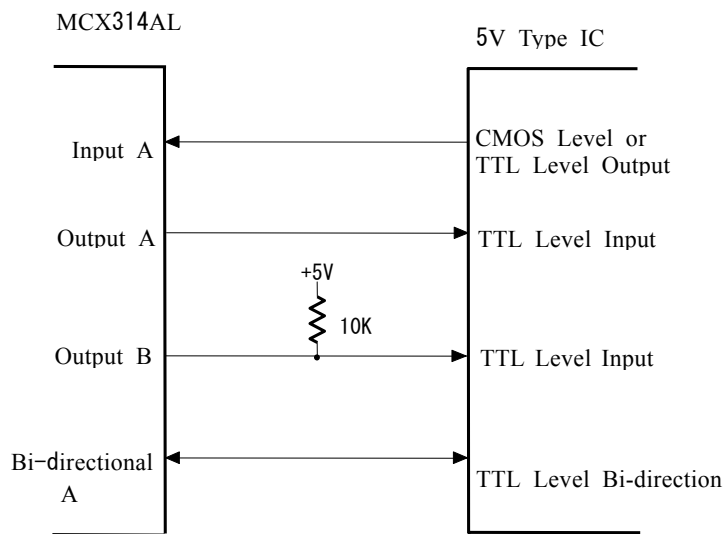 MCX314AL
5V Type IC
Input A
CMOS Level or
TTL Level Output
Output A
TTL Level Input
+5V
10K
Output B
TTL Level Input
Bi-directional
A
TTL Level Bi-direction